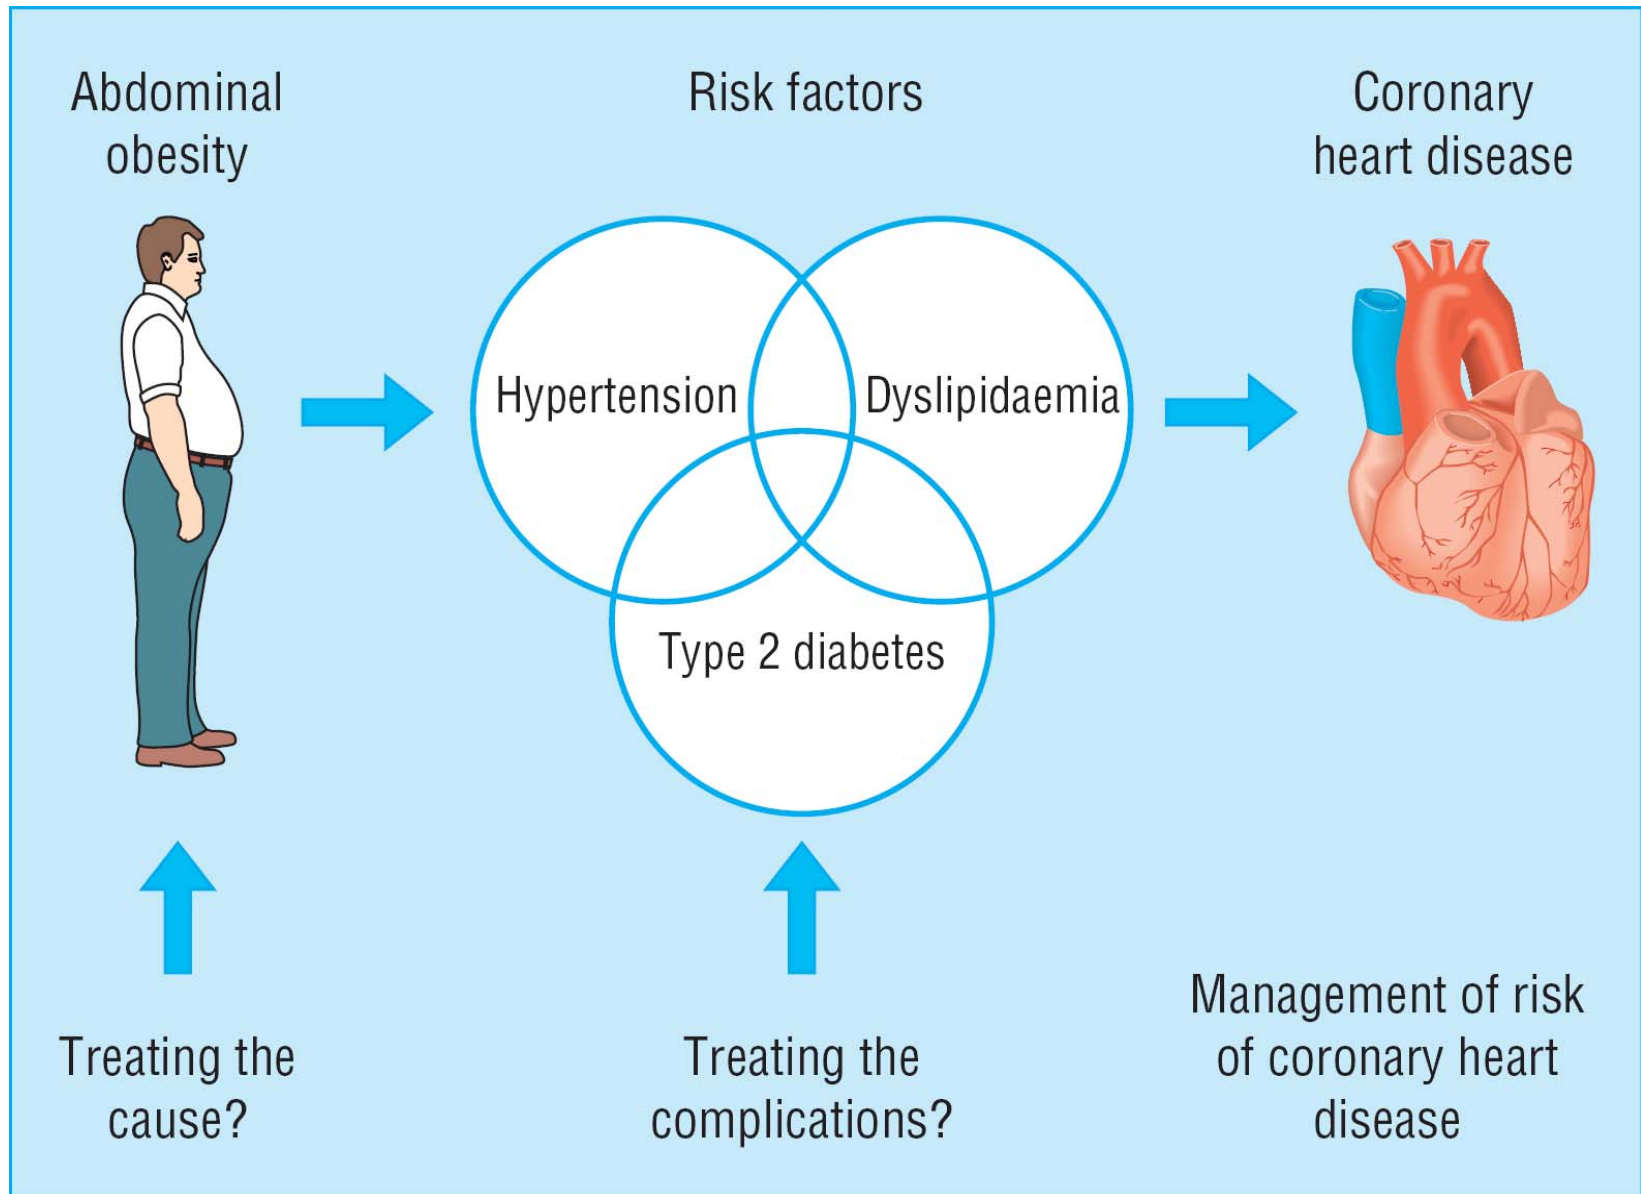 Abdominal
obesity
Risk factors
Coronary
heart disease
Hypertension
Dyslipidaemia
Type 2 diabetes
Treating the
cause?
Treating the
complications?
Management of risk
of coronary heart
disease